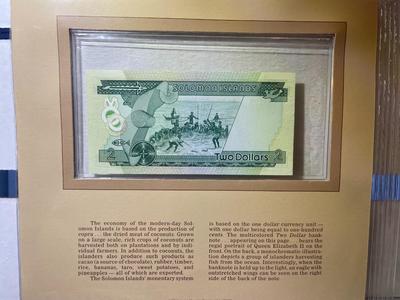 SOLOMON ISLANDS
2
Two Dollars
2
The economy of the modern-day Sol-
omon Islands is based on the production of
copra . . . the dried meat of coconuts. Grown
on a large scale, rich crops of coconuts are
harvested both on plantations and by indi-
vidual farmers. In addition to coconuts, the
islanders also produce such products as
cacao (a source of chocolate), rubber, timber,
rice, bananas, taro, sweet potatoes, and
pineapples — all of which are exported.
The Solomon Islands' monetary system
is based on the one dollar currency unit —
with one dollar being equal to one-hundred
cents. The multicolored Two Dollar bank-
note . . . appearing on this page . . . bears the
regal portrait of Queen Elizabeth II on the
front. On the back, a monochromatic illustra-
tion depicts a group of islanders harvesting
fish from the ocean. Interestingly, when the
banknote is held up to the light, an eagle with
outstretched wings can be seen on the right
side of the back of the note.